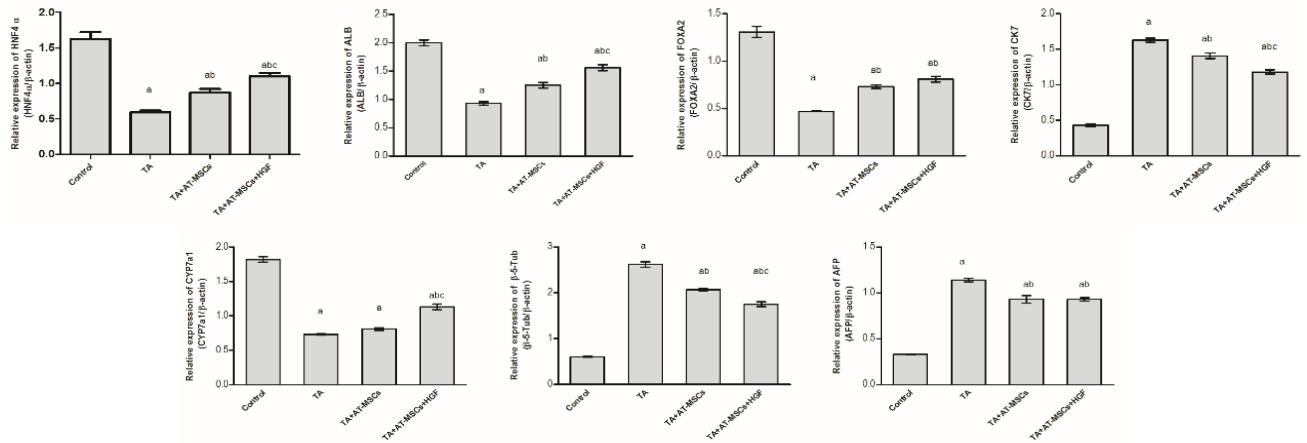 Relative expression of HNF4 α
(HNF4α/β-actin)
2.0
1.5
1.0
0.5
0.0
a
ab
abc
Control
TA
TA+AT-MSCs
TA+AT-MSCs+HGF
Relative expression of ALB
(ALB/β-actin)
2.5
2.0
1.5
1.0
0.5
0.0
a
ab
abc
Control
TA
TA+AT-MSCs
TA+AT-MSCs+HGF
Relative expression of FOXA2
(FOXA2/β-actin)
1.5
1.0
0.5
0.0
a
ab
ab
Control
TA
TA+AT-MSCs
TA+AT-MSCs+HGF
Relative expression of CK7
(CK7/β-actin)
2.0
1.5
1.0
0.5
0.0
a
ab
abc
Control
TA
TA+AT-MSCs
TA+AT-MSCs+HGF
Relative expression of CYP7a1
(CYP7a1/β-actin)
2.0
1.5
1.0
0.5
0.0
a
a
abc
Control
TA
TA+AT-MSCs
TA+AT-MSCs+HGF
Relative expression of β-5-Tub
(β-5-Tub/β-actin)
3
2
1
0
a
ab
abc
Control
TA
TA+AT-MSCs
TA+AT-MSCs+HGF
Relative expression of AFP
(AFP/β-actin)
1.5
1.0
0.5
0.0
a
ab
ab
Control
TA
TA+AT-MSCs
TA+AT-MSCs+HGF